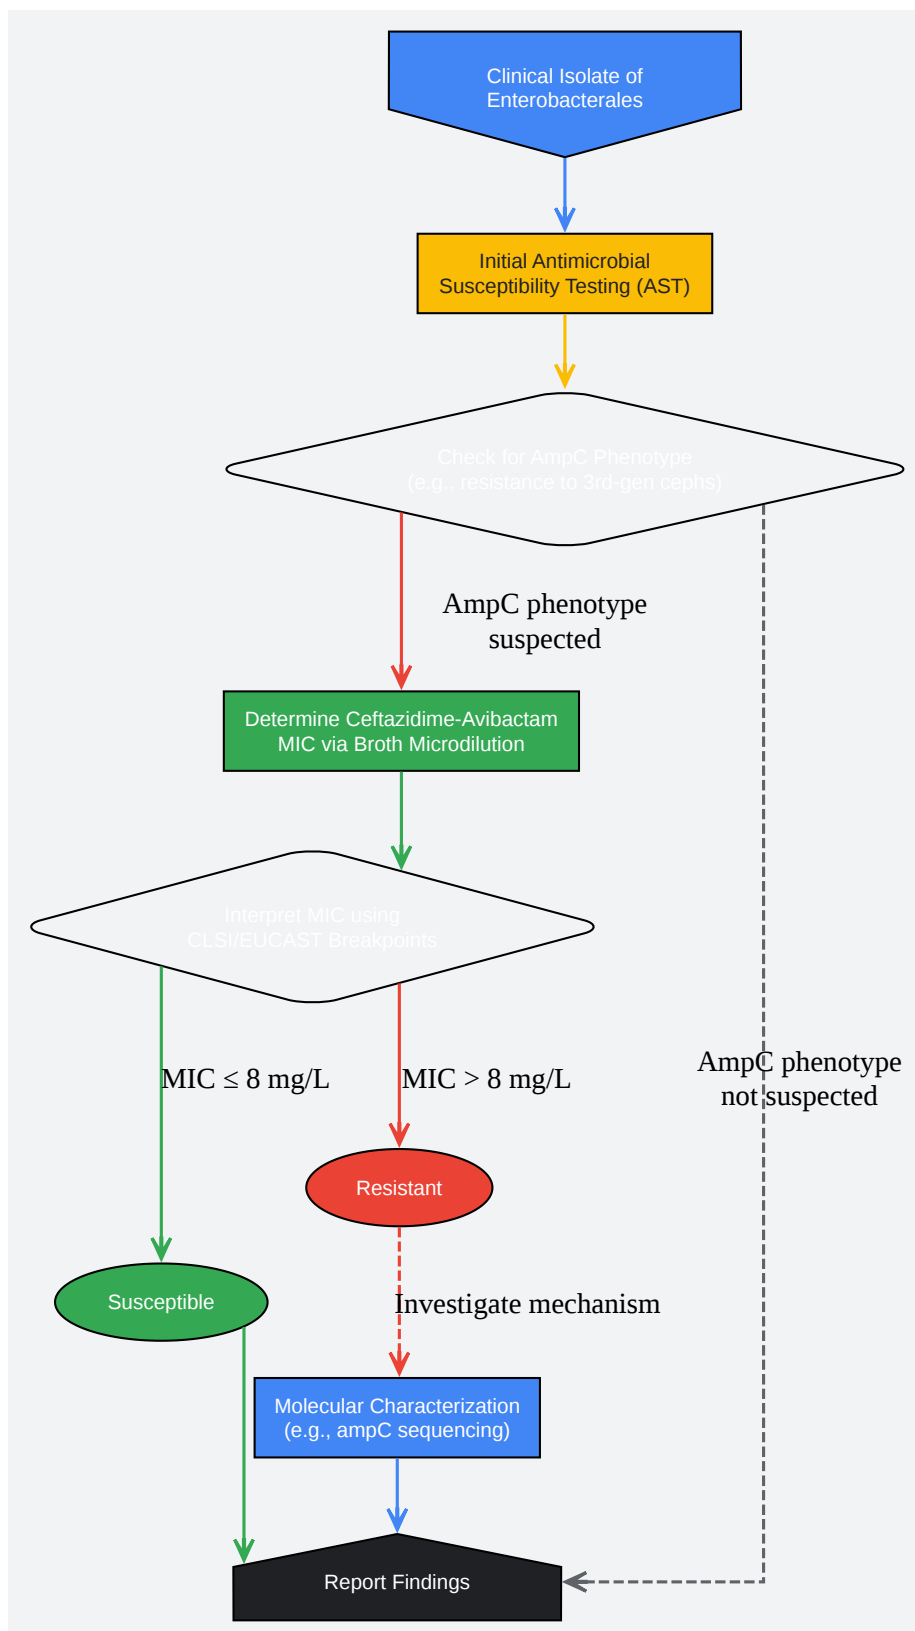 Clinical Isolate of
Enterobacterales
Initial Antimicrobial
Susceptibility Testing (AST)
Check for AmpC Phenotype
(e.g., resistance to 3rd-gen cephs)
AmpC phenotype
suspected
Determine Ceftazidime-Avibactam
MIC via Broth Microdilution
Interpret MIC using
CLSI/EUCAST Breakpoints
MIC ≤ 8 mg/L
MIC > 8 mg/L
AmpC phenotype
not suspected
Resistant
Susceptible
Investigate mechanism
Molecular Characterization
(e.g., ampC sequencing)
Report Findings